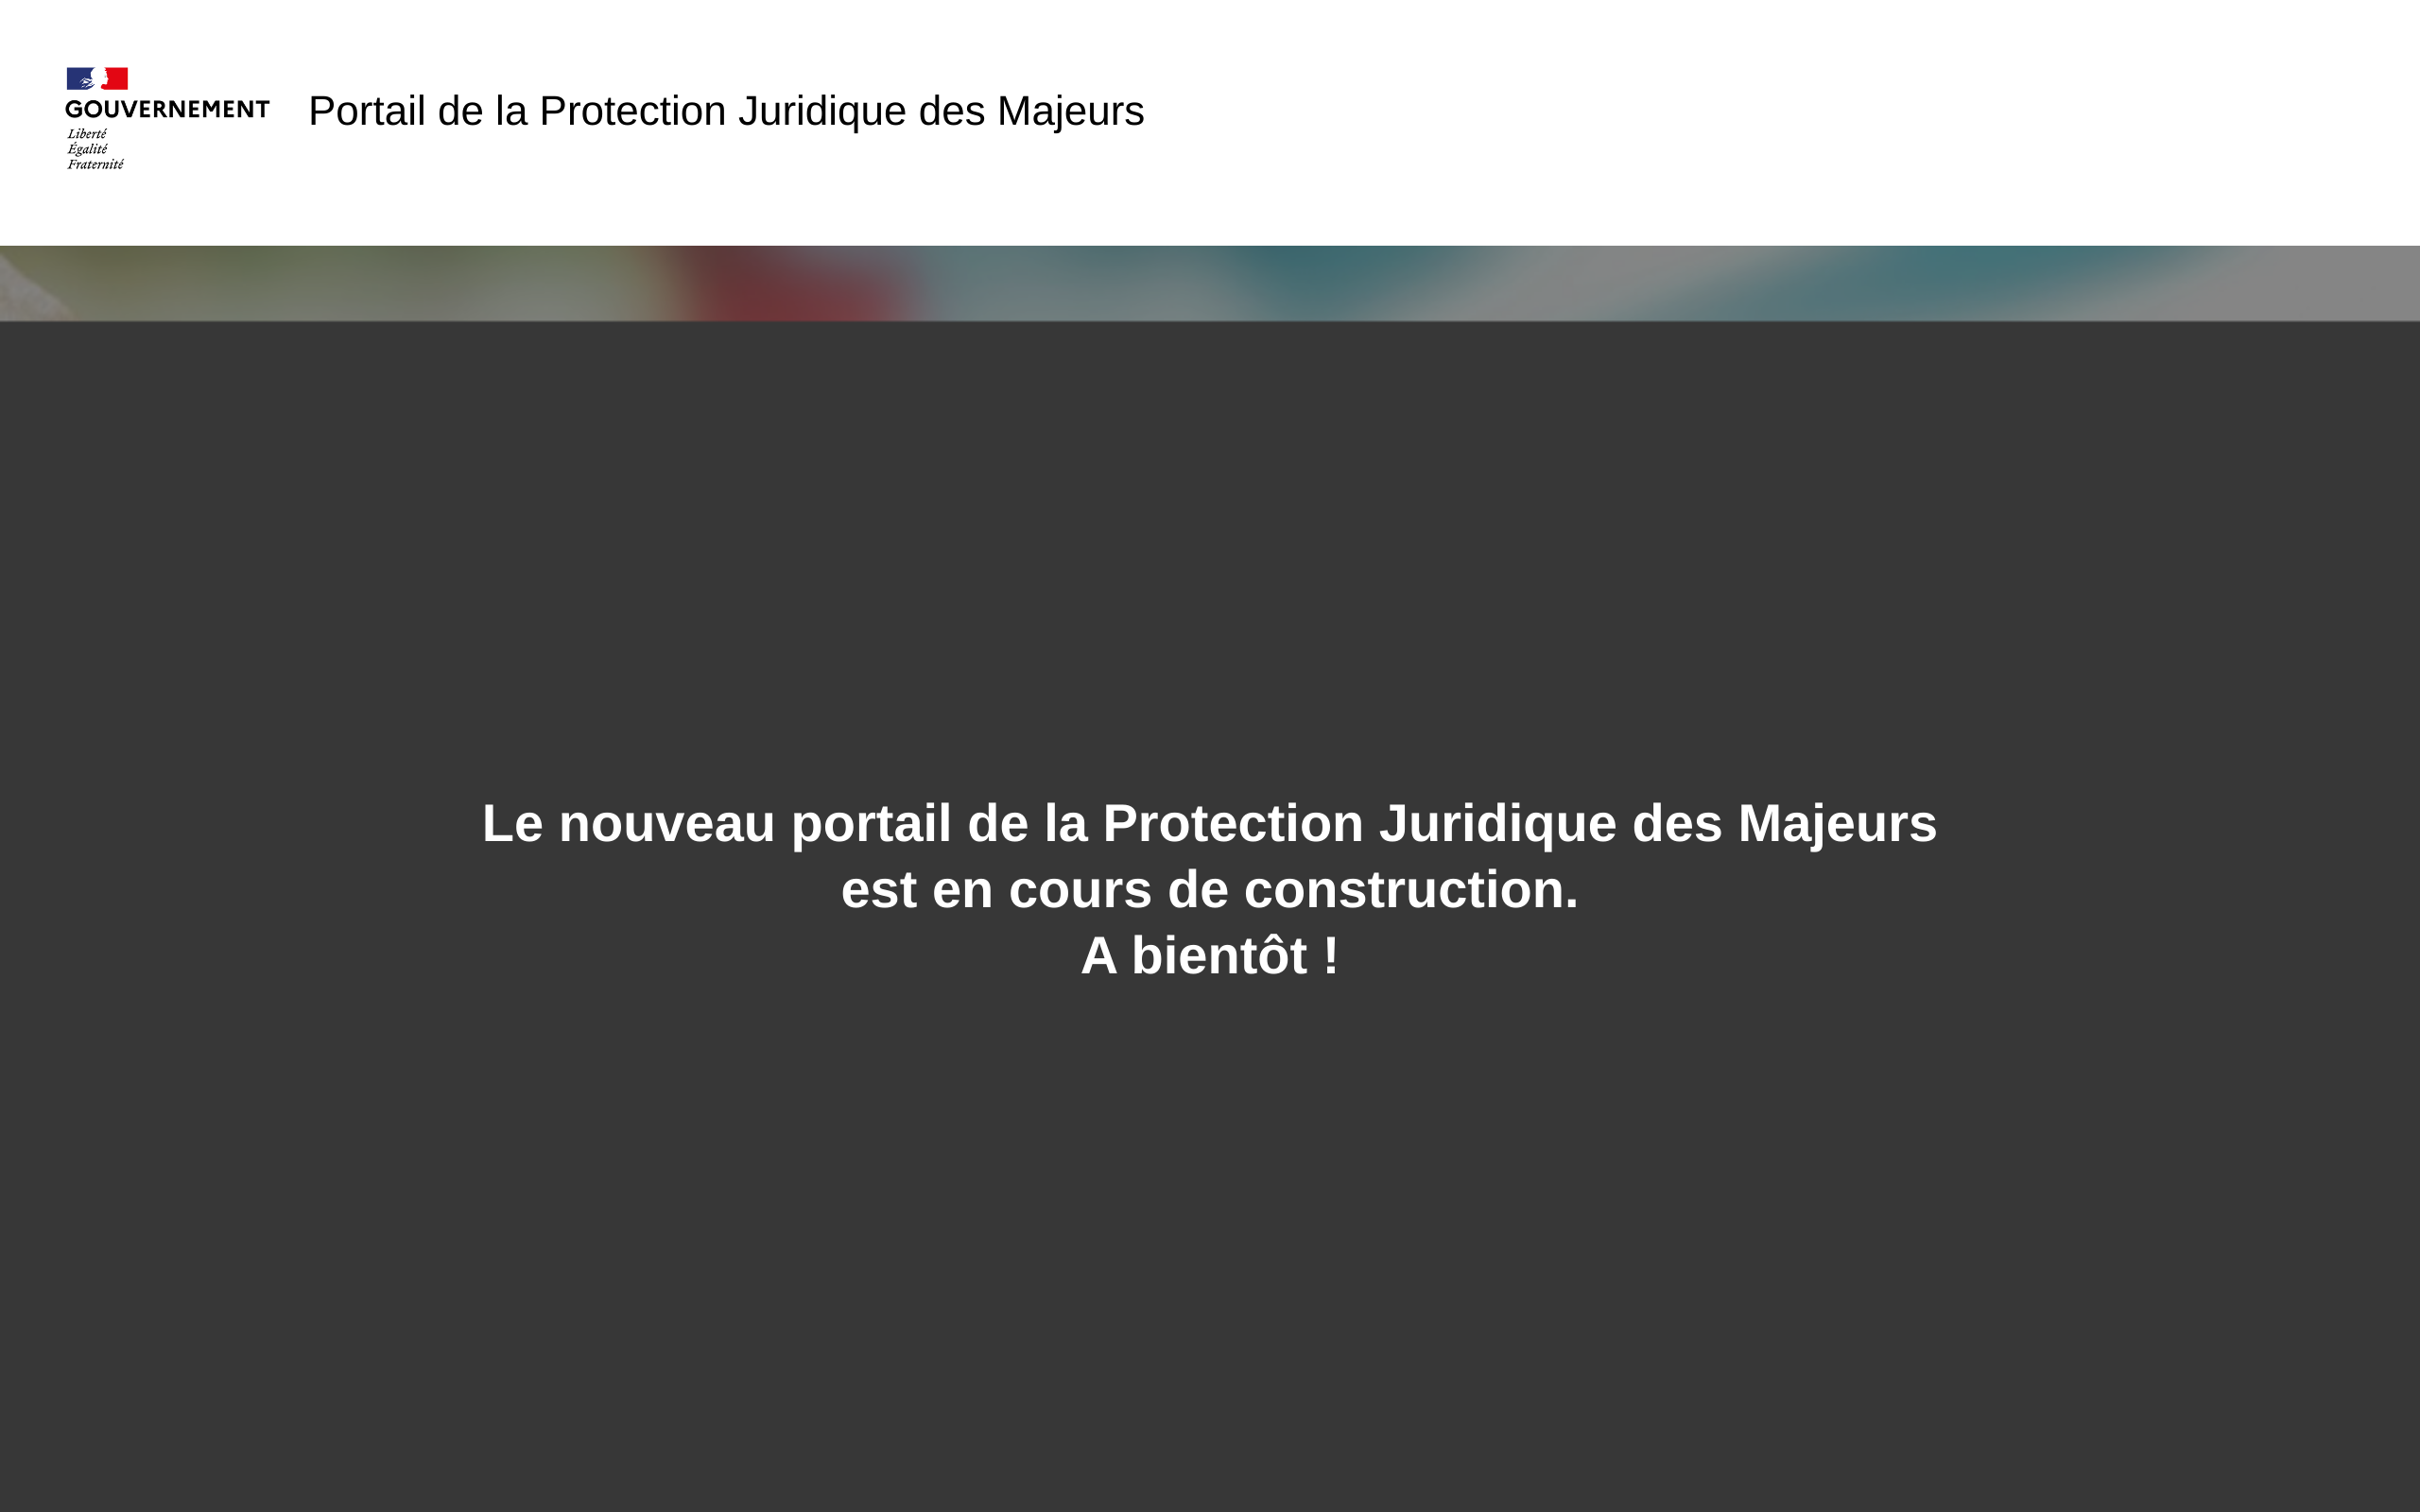 GOUVERNEMENT
Liberté
Égalité
Fraternité
Portail de la Protection Juridique des Majeurs
Le nouveau portail de la Protection Juridique des Majeurs
est en cours de construction.
A bientôt !